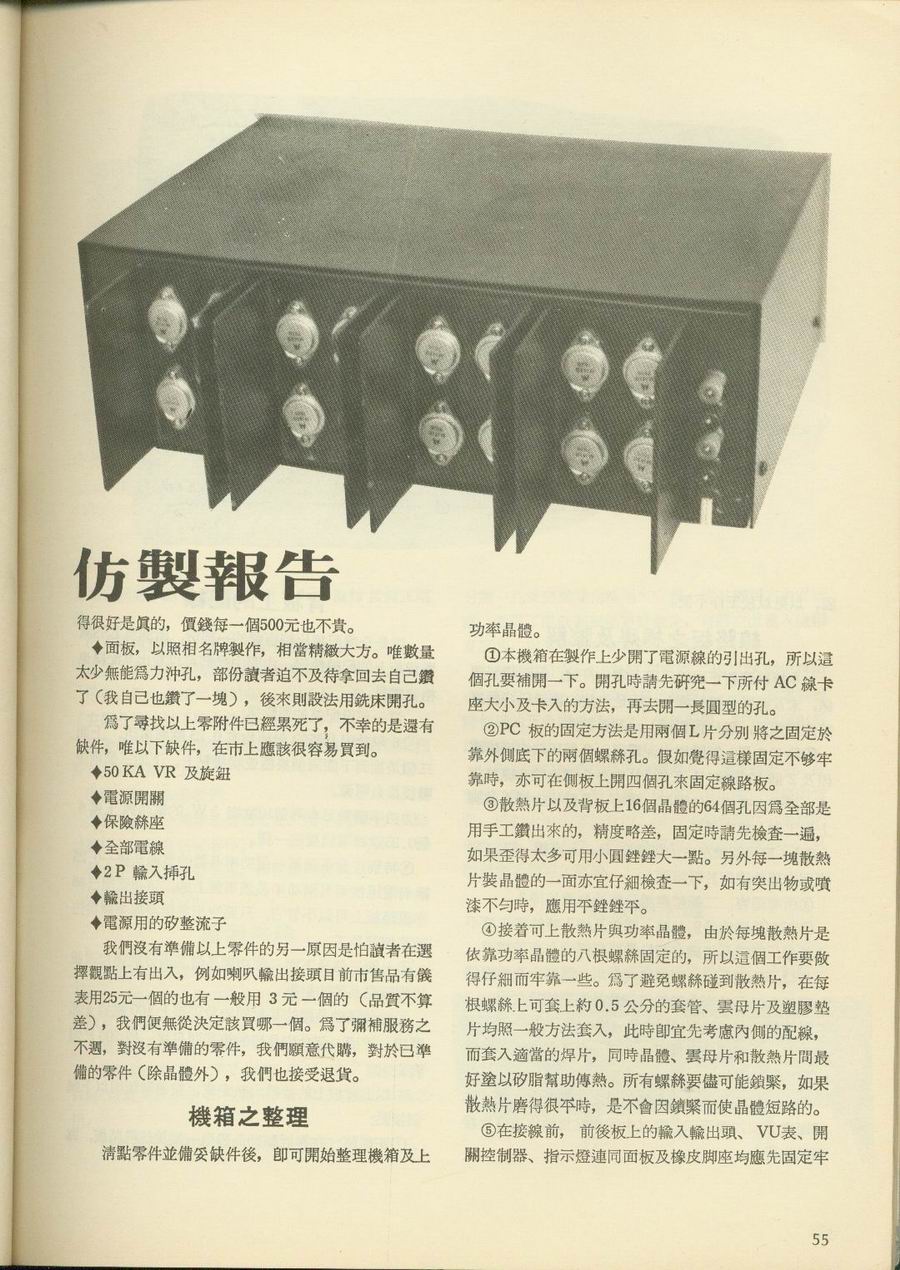 仿製報告
得很好是眞的，價錢每一個500元也不貴。
◆面板，以照相名牌製作，相當精緻大方。唯數量
太少無能爲力沖孔，部份讀者迫不及待拿回去自己鑽
了（我自己也鑽了一塊），後來則設法用銑床開孔。
爲了尋找以上零附件已經累死了，不幸的是還有
缺件，唯以下缺件，在市上應該很容易買到。
◆50 KA VR 及旋鈕
◆電源開關
◆保險絲座
◆全部電線
◆2 P 輸入揷孔
◆輸出接頭
◆電源用的矽整流子
我們沒有準備以上零件的另一原因是怕讀者在選
擇觀點上有出入，例如喇叭輸出接頭目前市售品有儀
表用25元一個的也有一般用 3 元一個的（品質不算
差），我們便無從決定該買哪一個。爲了彌補服務之
不週，對沒有準備的零件，我們願意代購，對於已準
備的零件（除晶體外），我們也接受退貨。
機箱之整理
清點零件並備妥缺件後，卽可開始整理機箱及上
功率晶體。
①本機箱在製作上少開了電源線的引出孔，所以這
個孔要補開一下。開孔時請先硏究一下所付 AC 線卡
座大小及卡入的方法，再去開一長圓型的孔。
②PC 板的固定方法是用兩個L片分別將之固定於
靠外側底下的兩個螺絲孔。假如覺得這樣固定不够牢
靠時，亦可在側板上開四個孔來固定線路板。
③散熱片以及背板上16個晶體的64個孔因爲全部是
用手工鑽出來的，精度略差，固定時請先檢查一遍，
如果歪得太多可用小圓銼銼大一點。另外每一塊散熱
片裝晶體的一面亦宜仔細檢查一下，如有突出物或噴
漆不勻時，應用平銼銼平。
④接着可上散熱片與功率晶體，由於每塊散熱片是
依靠功率晶體的八根螺絲固定的，所以這個工作要做
得仔細而牢靠一些。爲了避免螺絲碰到散熱片，在每
根螺絲上可套上約0.5公分的套管、雲母片及塑膠墊
片均照一般方法套入，此時卽宜先考慮內側的配線，
而套入適當的焊片，同時晶體、雲母片和散熱片間最
好塗以矽脂幫助傳熱。所有螺絲要儘可能鎖緊，如果
散熱片磨得很平時，是不會因鎖緊而使晶體短路的。
⑤在接線前，前後板上的輸入輸出頭、VU表、開
關控制器、指示燈連同面板及橡皮脚座均應先固定牢
55